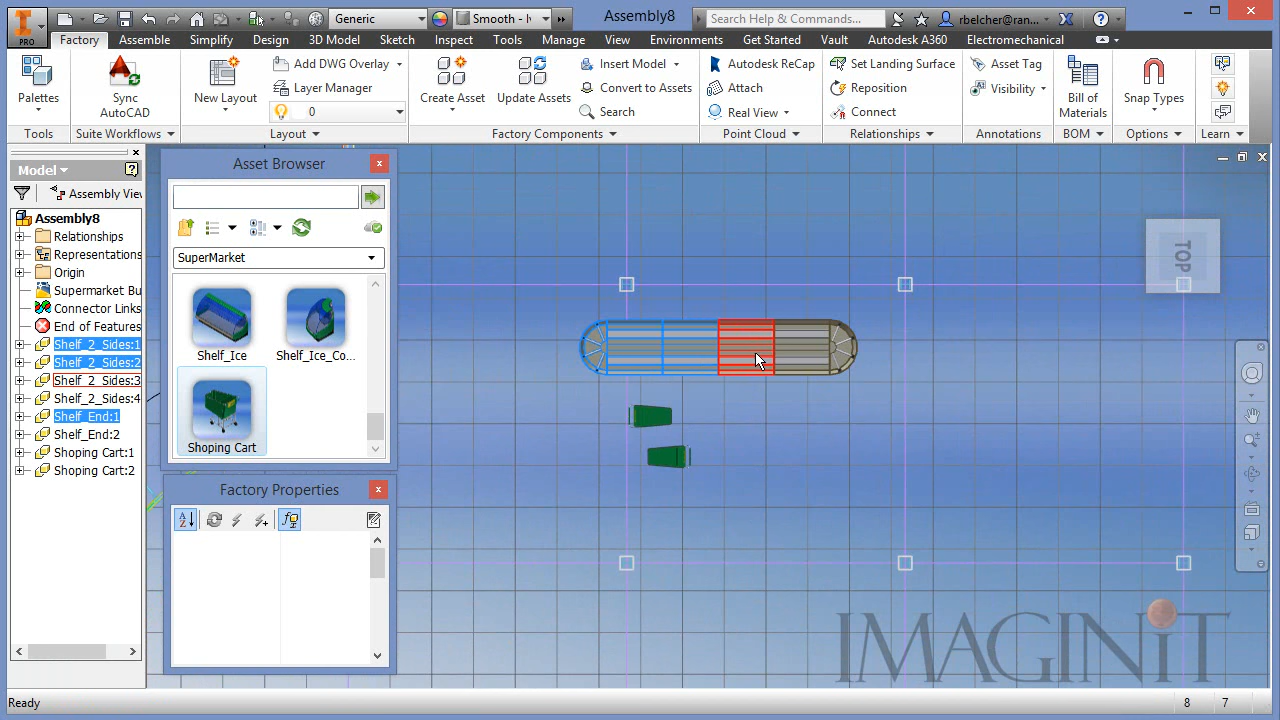 PRO
Generic
Smooth - I
Assembly8
Search Help & Commands...
rbelcher@ran...
Factory Assemble Simplify Design 3D Model Sketch Inspect Tools Manage View Environments Get Started Vault Autodesk A360 Electromechanical
Palettes
Tools
Sync
AutoCAD
Suite Workflows
New Layout
Add DWG Overlay
Layer Manager
0
Layout
Create Asset
Update Assets
Insert Model
Convert to Assets
Search
Factory Components
Autodesk ReCap
Attach
Real View
Point Cloud
Set Landing Surface
Reposition
Connect
Relationships
Asset Tag
Visibility
Annotations
Bill of
Materials
BOM
Snap Types
Options
Learn
Model
Assembly Viev
Assembly8
Relationships
Representations
Origin
Supermarket Bu
Connector Links
End of Features
Shelf_2_Sides:1
Shelf_2_Sides:2
Shelf_2_Sides:3
Shelf_2_Sides:4
Shelf_End:1
Shelf_End:2
Shoping Cart:1
Shoping Cart:2
Asset Browser
SuperMarket
Shelf_Ice
Shelf_Ice_Co...
Shoping Cart
Factory Properties
TOP
IMAGINiT
Ready
8 7